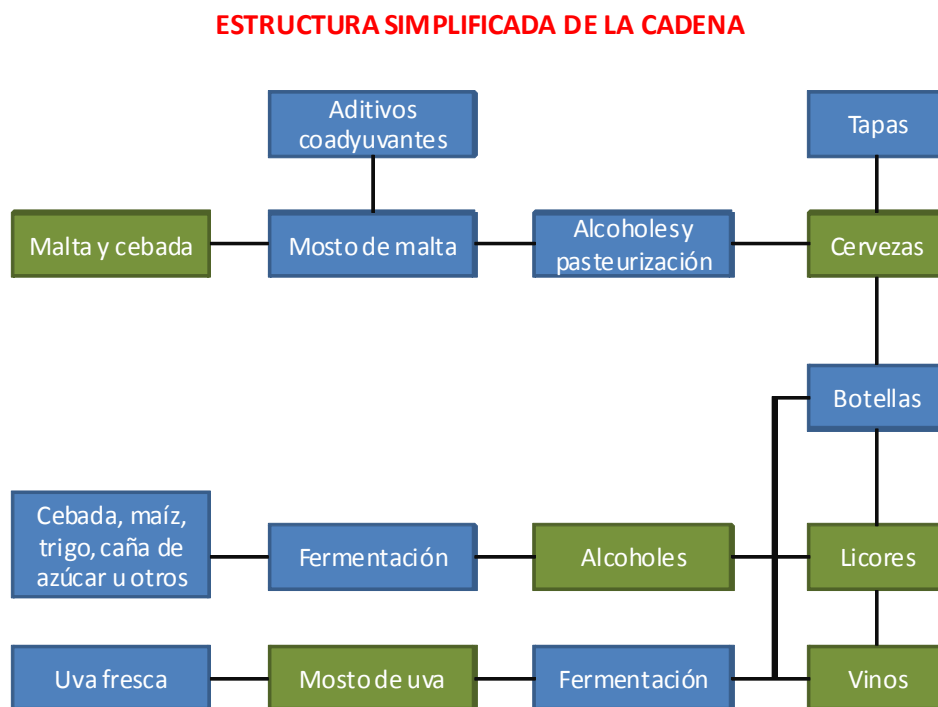 ESTRUCTURA SIMPLIFICADA DE LA CADENA
Aditivos
coadyuvantes
Tapas
Malta y cebada
Mosto de malta
Alcoholes y
pasteurización
Cervezas
Botellas
Cebada, maíz,
trigo, caña de
azúcar u otros
Fermentación
Alcoholes
Licores
Uva fresca
Mosto de uva
Fermentación
Vinos